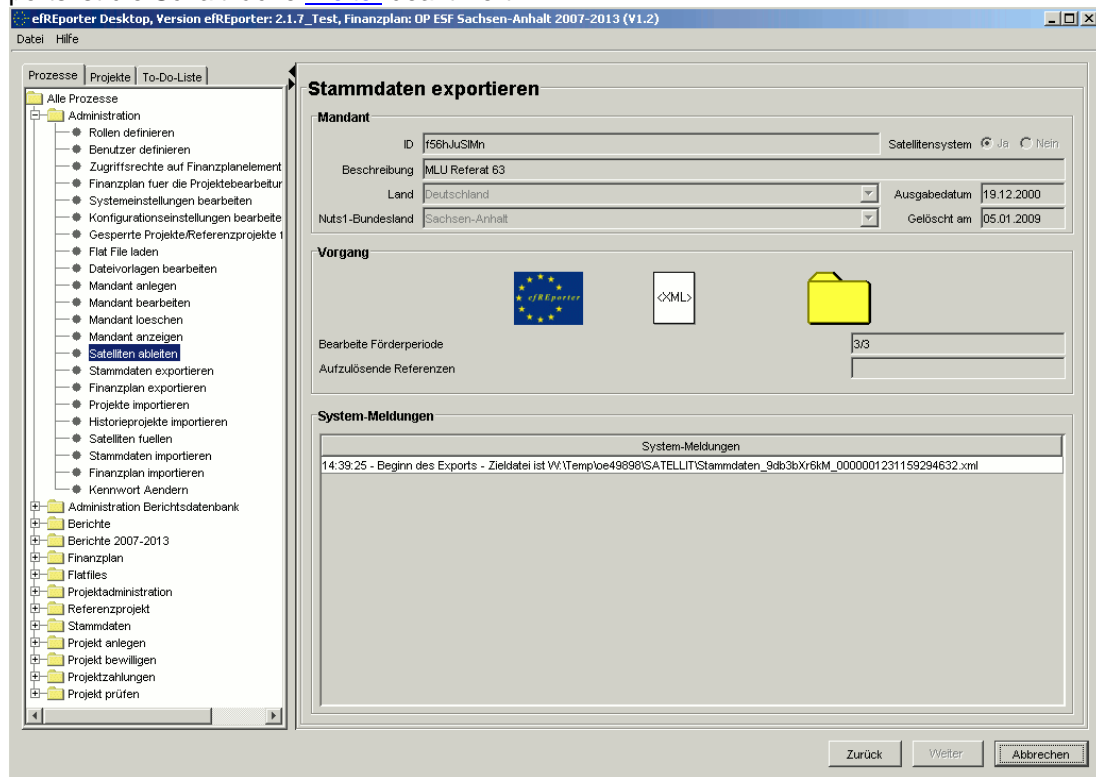 efREporter Desktop, Version efREporter: 2.1.7_Test, Finanzplan: OP ESF Sachsen-Anhalt 2007-2013 (V1.2)
Datei Hilfe
Prozesse Projekte To-Do-Liste
Alle Prozesse
Administration
Rollen definieren
Benutzer definieren
Zugriffsrechte auf Finanzplanelement
Finanzplan fuer die Projektbearbeitur
Systemeinstellungen bearbeiten
Konfigurationseinstellungen bearbeite
Gesperrte Projekte/Referenzprojekte f
Flat File laden
Dateivorlagen bearbeiten
Mandant anlegen
Mandant bearbeiten
Mandant loeschen
Mandant anzeigen
Satelliten ableiten
Stammdaten exportieren
Finanzplan exportieren
Projekte importieren
Historieprojekte importieren
Satelliten fuellen
Stammdaten importieren
Finanzplan importieren
Kennwort Aendern
Administration Berichtsdatenbank
Berichte
Berichte 2007-2013
Finanzplan
Flatfiles
Projektadministration
Referenzprojekt
Stammdaten
Projekt anlegen
Projekt bewilligen
Projektzahlungen
Projekt prüfen
Stammdaten exportieren
Mandant
ID f56hJuSlMn Satellitensystem Ja Nein
Beschreibung MLU Referat 63
Land Deutschland Ausgabedatum 19.12.2000
Nuts1-Bundesland Sachsen-Anhalt Gelöscht am 05.01.2009
Vorgang
efREporter <XML>
Bearbeite Förderperiode 3/3
Aufzulösende Referenzen
System-Meldungen
System-Meldungen
14:39:25 - Beginn des Exports - Zieldatei ist W:\Temp\oe49898\SATELLIT\Stammdaten_9db3bXr6kM_0000001231159294632.xml
Zurück Weiter Abbrechen